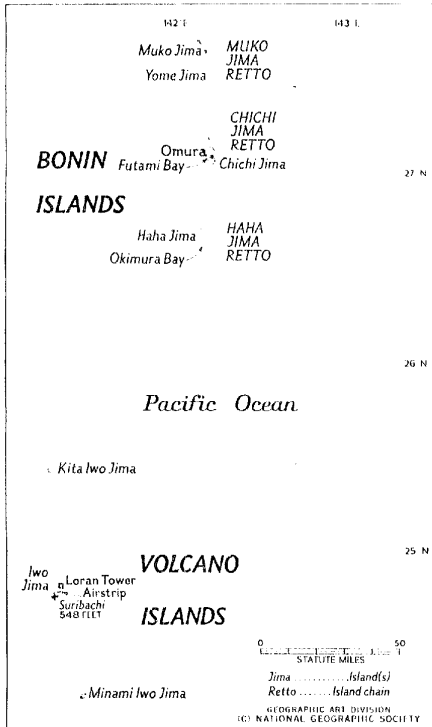 142 E 143 E
Muko Jima
Yome Jima
MUKO
JIMA
RETTO
CHICHI
JIMA
RETTO
Omura
Futami Bay
Chichi Jima
BONIN
ISLANDS
27 N
Haha Jima
Okimura Bay
HAHA
JIMA
RETTO
26 N
Pacific Ocean
Kita Iwo Jima
25 N
VOLCANO
ISLANDS
Iwo
Jima
Loran Tower
Airstrip
Suribachi
548 FEET
0 50
STATUTE MILES
Jima ............Island(s)
Retto .......Island chain
Minami Iwo Jima
GEOGRAPHIC ART DIVISION
(C) NATIONAL GEOGRAPHIC SOCIETY